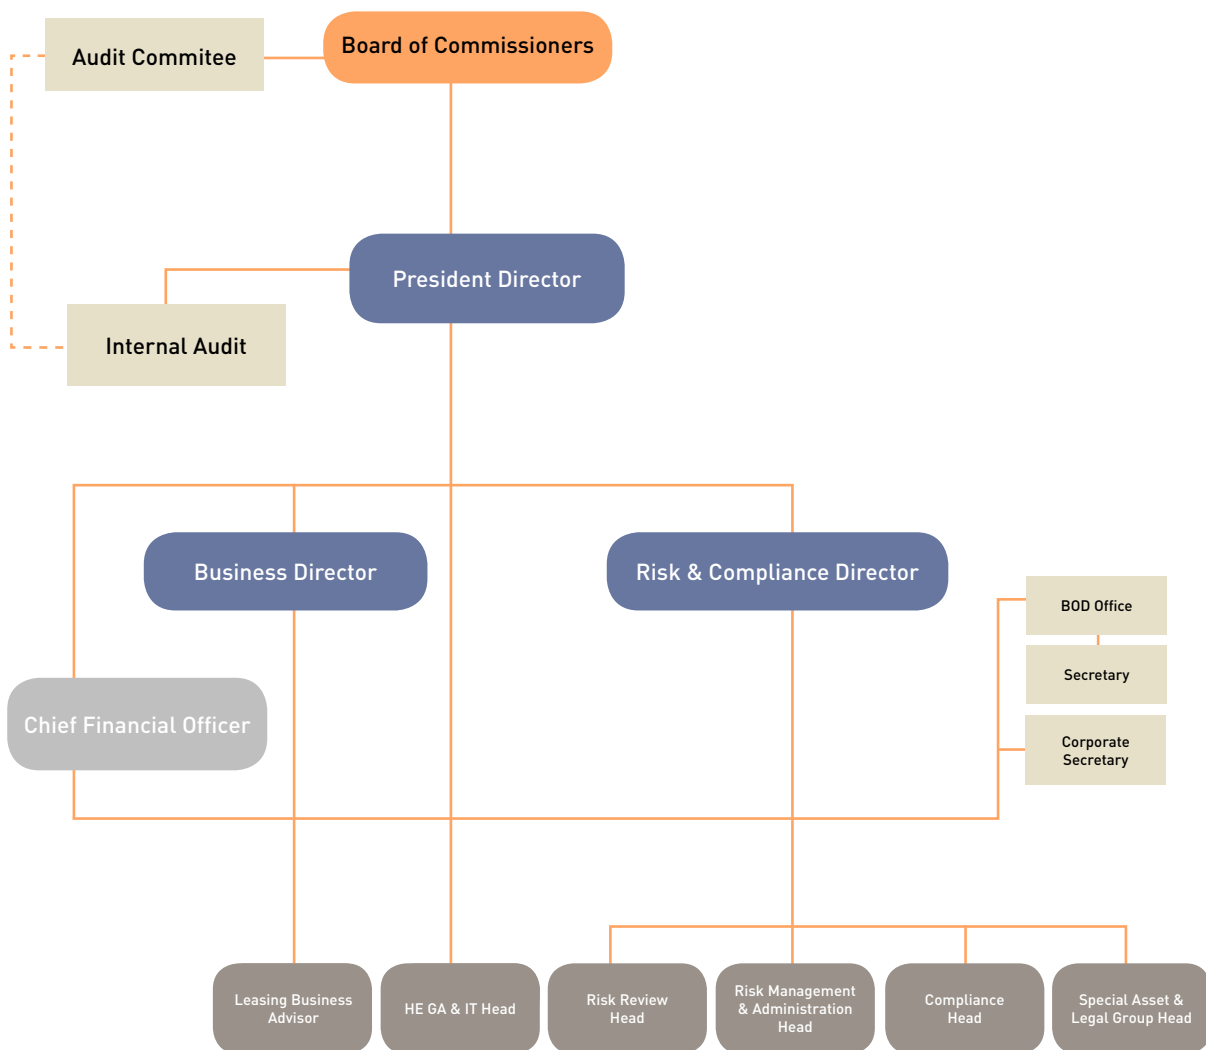 Audit Commitee
Board of Commissioners
President Director
Internal Audit
Business Director
Risk & Compliance Director
BOD Office
Secretary
Chief Financial Officer
Corporate
Secretary
Leasing Business
Advisor
HE GA & IT Head
Risk Review
Head
Risk Management
& Administration
Head
Compliance
Head
Special Asset &
Legal Group Head